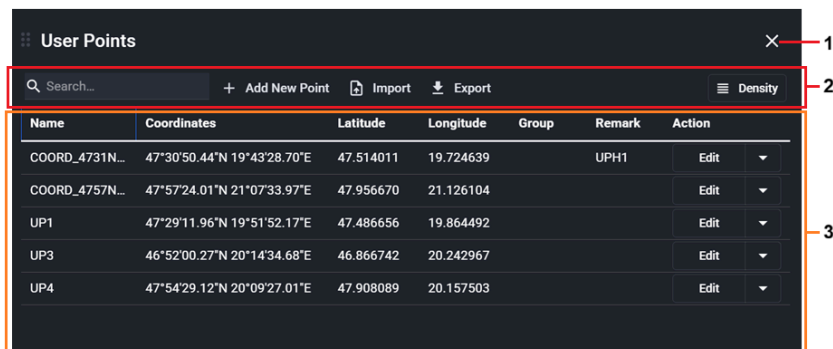 User Points
1
Search... + Add New Point Import Export Density
2
Name Coordinates Latitude Longitude Group Remark Action
COORD_4731N... 47°30'50.44"N 19°43'28.70"E 47.514011 19.724639 UPH1 Edit
COORD_4757N... 47°57'24.01"N 21°07'33.97"E 47.956670 21.126104 Edit
UP1 47°29'11.96"N 19°51'52.17"E 47.486656 19.864492 Edit
3
UP3 46°52'00.27"N 20°14'34.68"E 46.866742 20.242967 Edit
UP4 47°54'29.12"N 20°09'27.01"E 47.908089 20.157503 Edit